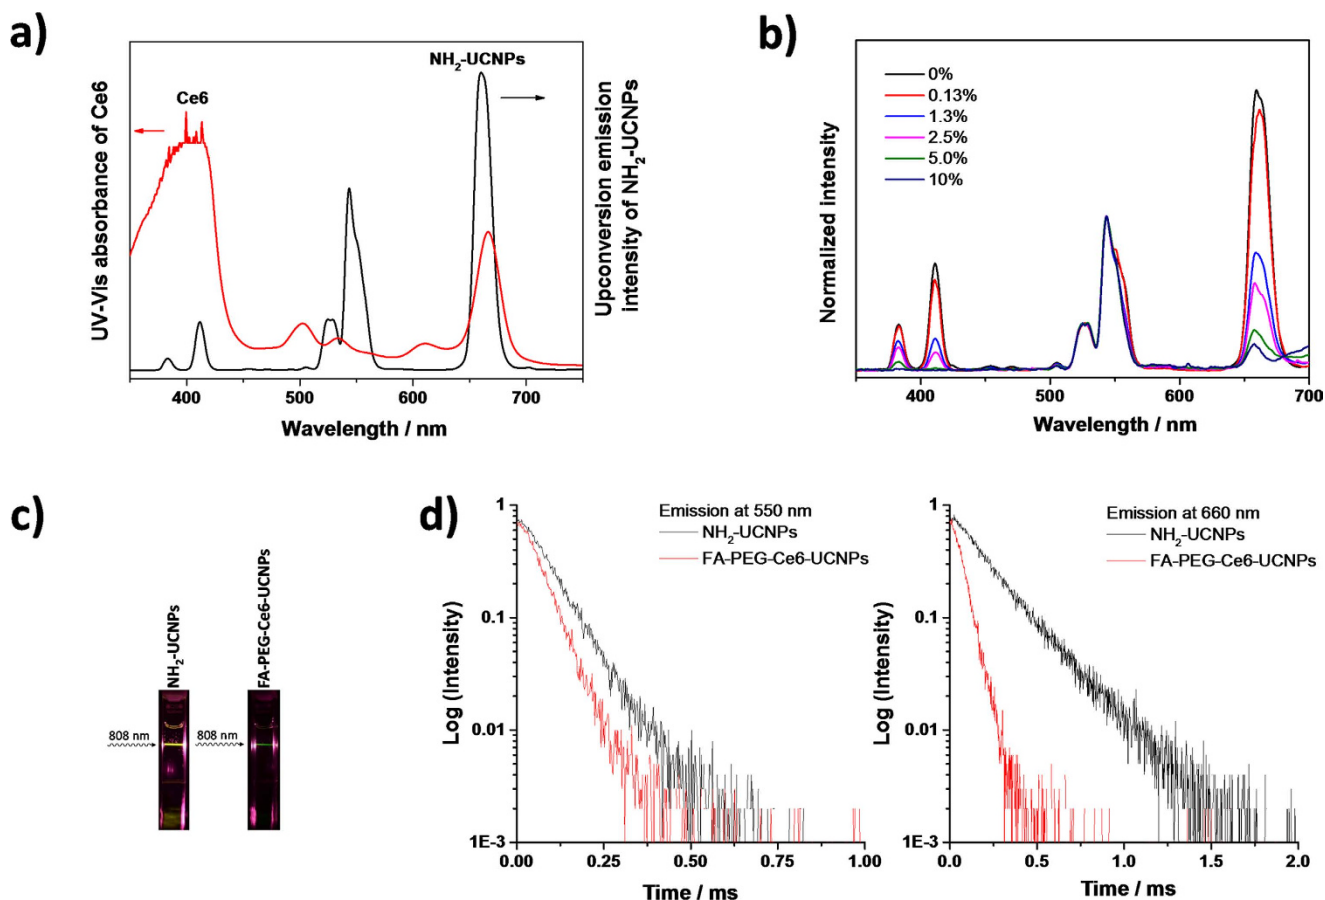 a)
UV-Vis absorbance of Ce6
Ce6
NH₂-UCNPs
Upconversion emission
intensity of NH₂-UCNPs
400 500 600 700
Wavelength / nm
b)
Normalized intensity
0%
0.13%
1.3%
2.5%
5.0%
10%
400 500 600 700
Wavelength / nm
c)
NH₂-UCNPs
FA-PEG-Ce6-UCNPs
808 nm
808 nm
d)
Log (Intensity)
1
0.1
0.01
1E-3
Emission at 550 nm
NH₂-UCNPs
FA-PEG-Ce6-UCNPs
0.00 0.25 0.50 0.75 1.00
Time / ms
Log (Intensity)
1
0.1
0.01
1E-3
Emission at 660 nm
NH₂-UCNPs
FA-PEG-Ce6-UCNPs
0.0 0.5 1.0 1.5 2.0
Time / ms